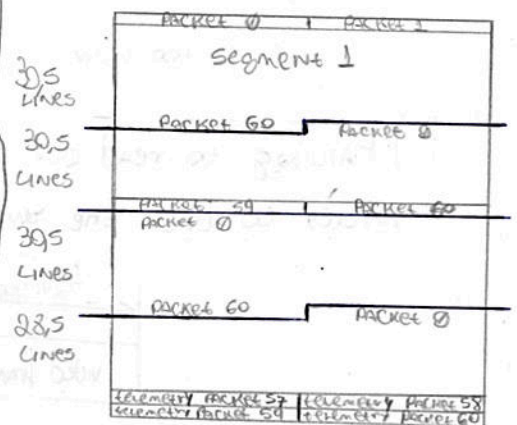 PACKET 0 PACKET 1
Segment 1
30,5
LINES
PACKET 60 PACKET 0
30,5
LINES
PACKET 59 PACKET 60
PACKET 0
30,5
LINES
PACKET 60 PACKET 0
28,5
LINES
telemetry PACKET 57 telemetry PACKET 58
telemetry PACKET 59 telemetry PACKET 60